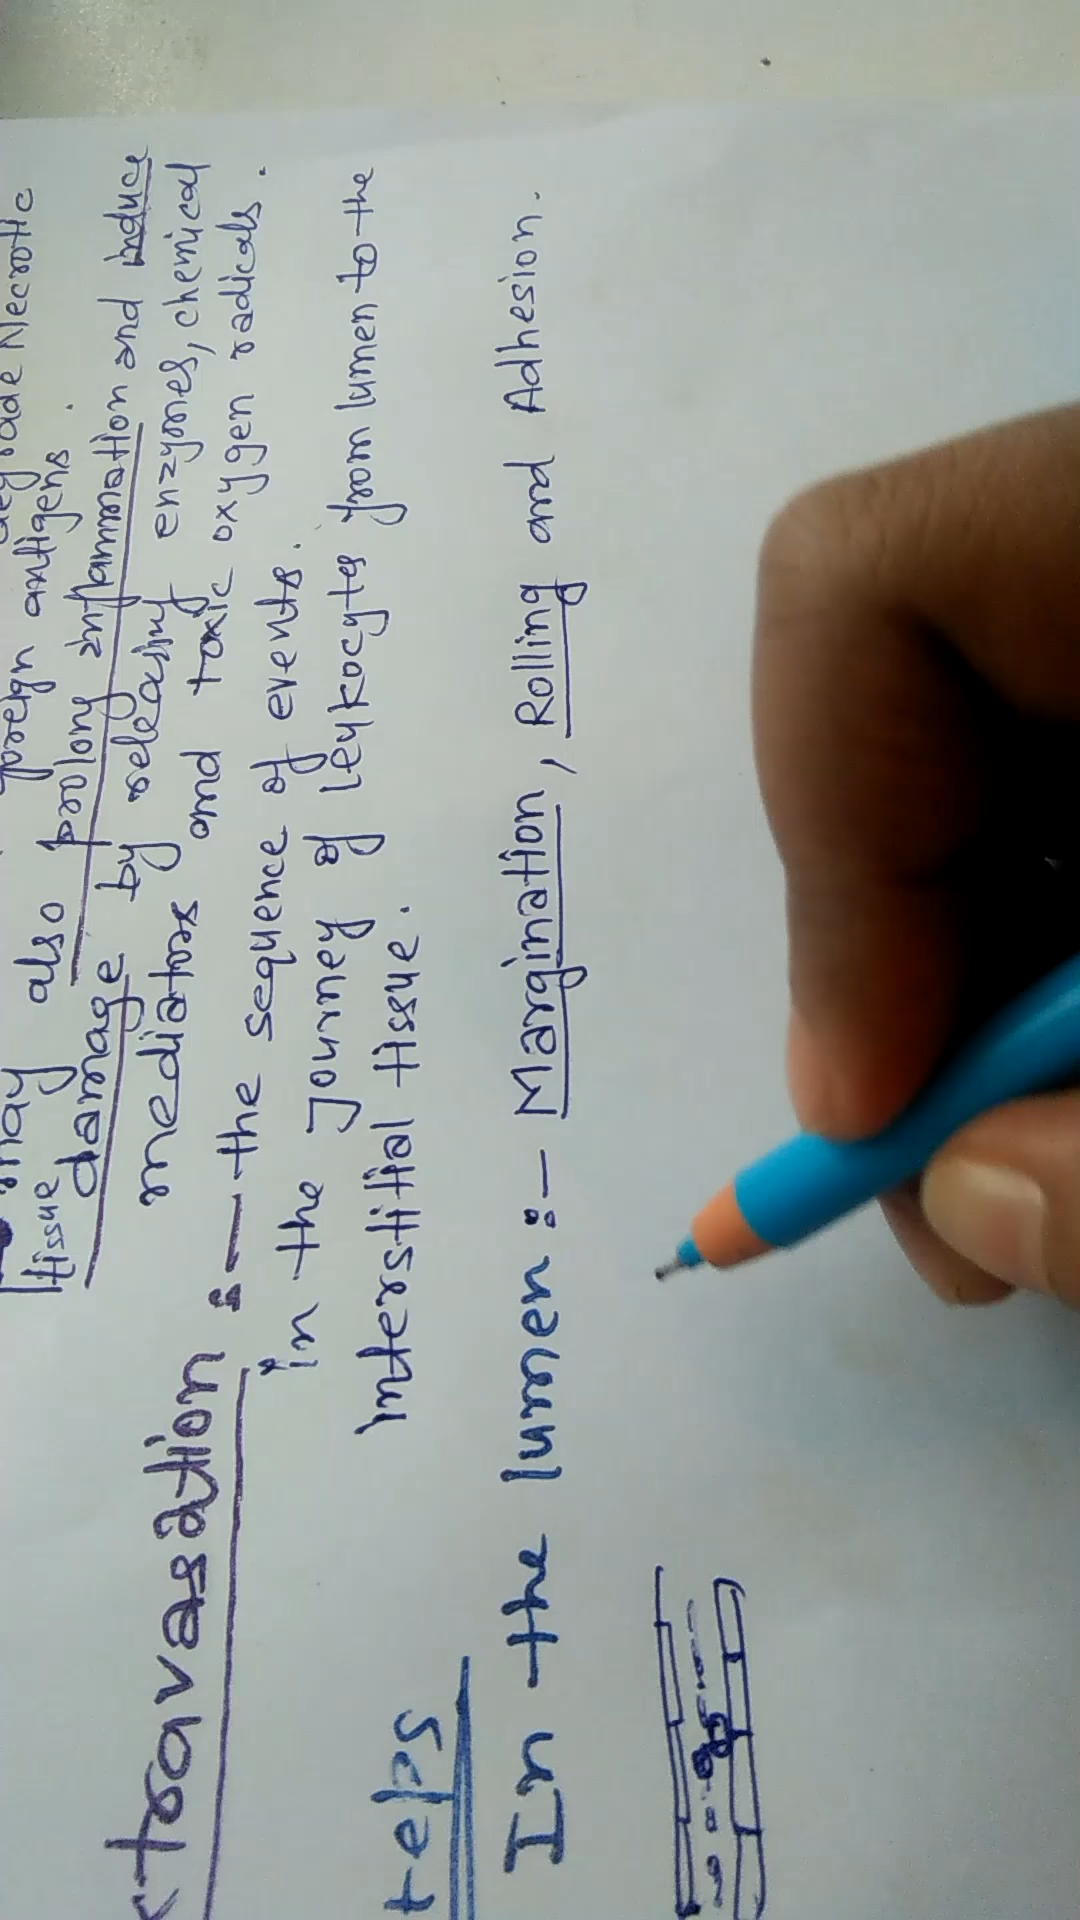 degrade Necrotic
foreign antigens.
may also prolong inflammation and induce
tissue damage by releasing enzymes, chemical
mediators and toxic oxygen radicals.
xtravasation :— the sequence of events.
in the journey of leukocytes from lumen to the
interstitial tissue.
teps
In the lumen :— Margination, Rolling and Adhesion.